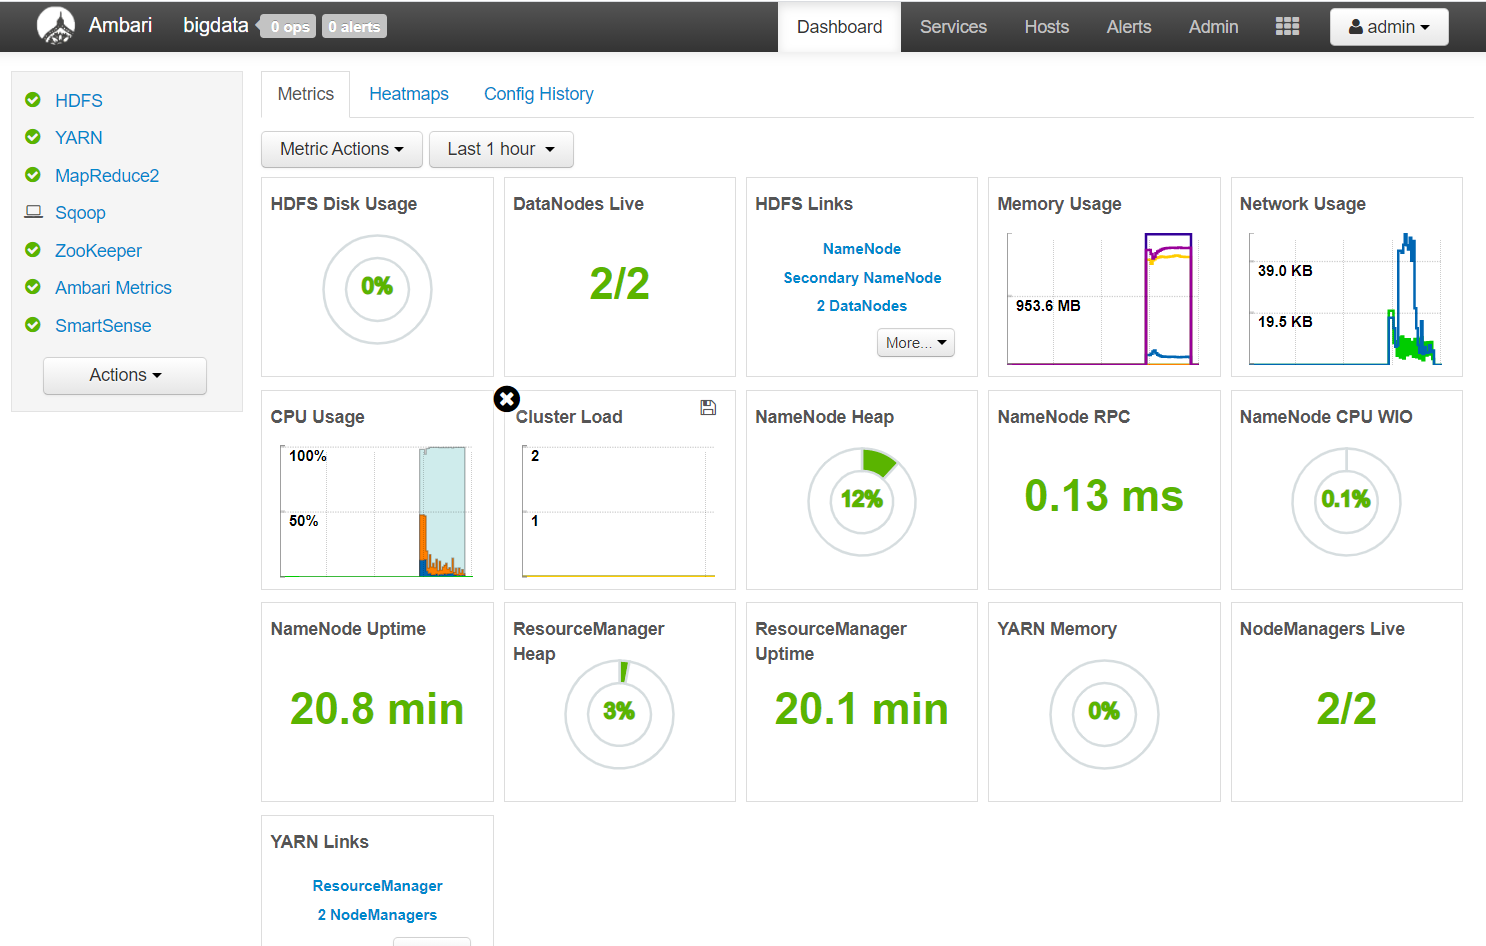 Ambari bigdata 0 ops 0 alerts Dashboard Services Hosts Alerts Admin admin
HDFS
YARN
MapReduce2
Sqoop
ZooKeeper
Ambari Metrics
SmartSense
Actions
Metrics Heatmaps Config History
Metric Actions Last 1 hour
HDFS Disk Usage
0%
DataNodes Live
2/2
HDFS Links
NameNode
Secondary NameNode
2 DataNodes
More...
Memory Usage
953.6 MB
Network Usage
39.0 KB
19.5 KB
CPU Usage
100%
50%
Cluster Load
2
1
NameNode Heap
12%
NameNode RPC
0.13 ms
NameNode CPU WIO
0.1%
NameNode Uptime
20.8 min
ResourceManager
Heap
3%
ResourceManager
Uptime
20.1 min
YARN Memory
0%
NodeManagers Live
2/2
YARN Links
ResourceManager
2 NodeManagers